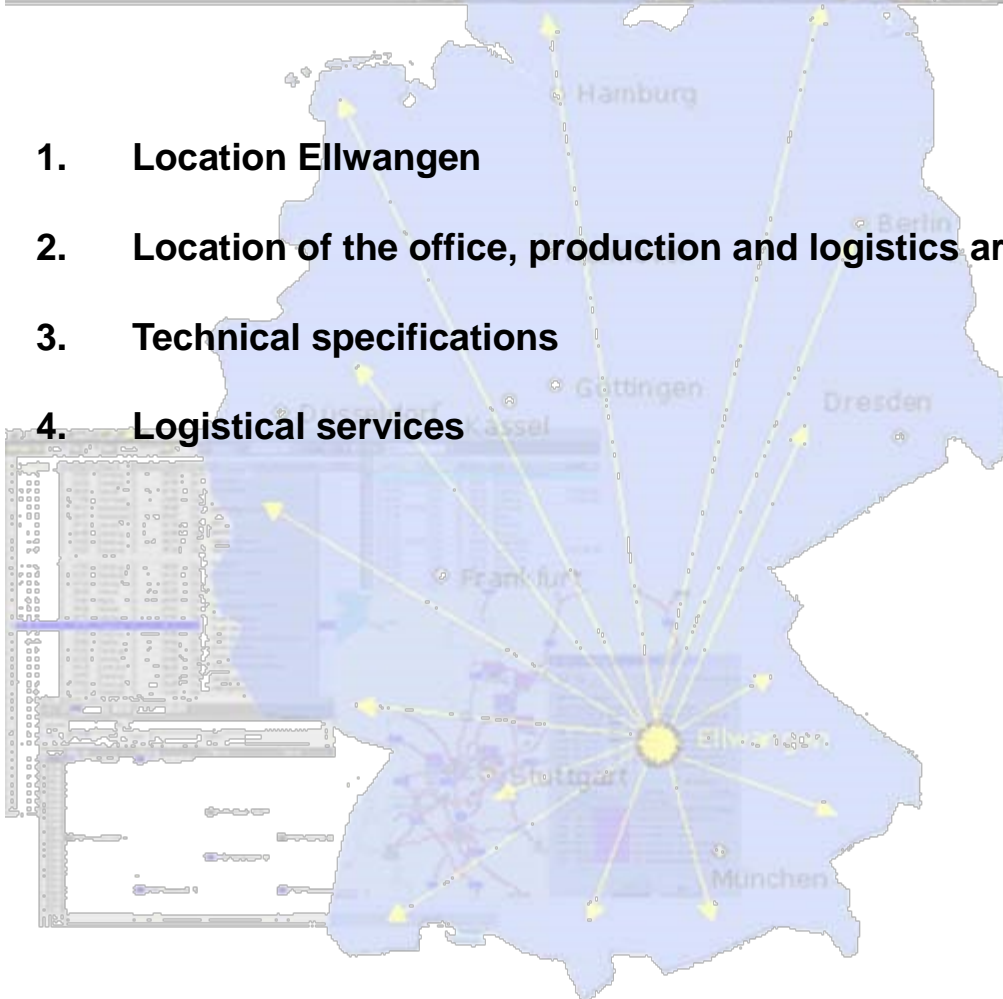 Hamburg
1. Location Ellwangen
Berlin
2. Location of the office, production and logistics ar
3. Technical specifications
Göttingen
Dresden
Düsseldorf
Kassel
4. Logistical services
Frankfurt
Ellwangen
Stuttgart
München